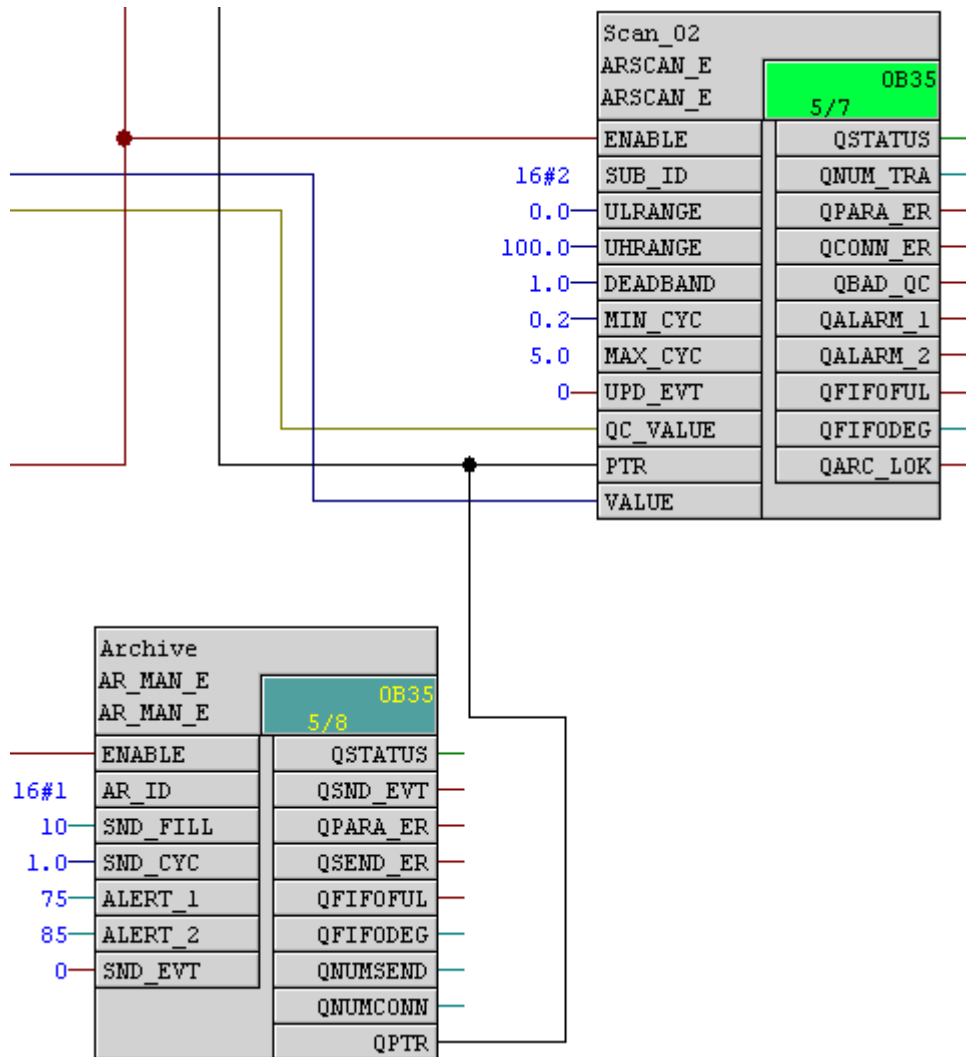 Scan_02
ARSCAN_E
ARSCAN_E
OB35
5/7
ENABLE QSTATUS
16#2 SUB_ID QNUM_TRA
0.0 ULRANGE QPARA_ER
100.0 UHRANGE QCONN_ER
1.0 DEADBAND QBAD_QC
0.2 MIN_CYC QALARM_1
5.0 MAX_CYC QALARM_2
0 UPD_EVT QFIFOFUL
QC_VALUE QFIFODEG
PTR QARC_LOK
VALUE
Archive
AR_MAN_E
AR_MAN_E
OB35
5/8
ENABLE QSTATUS
16#1 AR_ID QSND_EVT
10 SND_FILL QPARA_ER
1.0 SND_CYC QSEND_ER
75 ALERT_1 QFIFOFUL
85 ALERT_2 QFIFODEG
0 SND_EVT QNUMSEND
QNUMCONN
QPTR